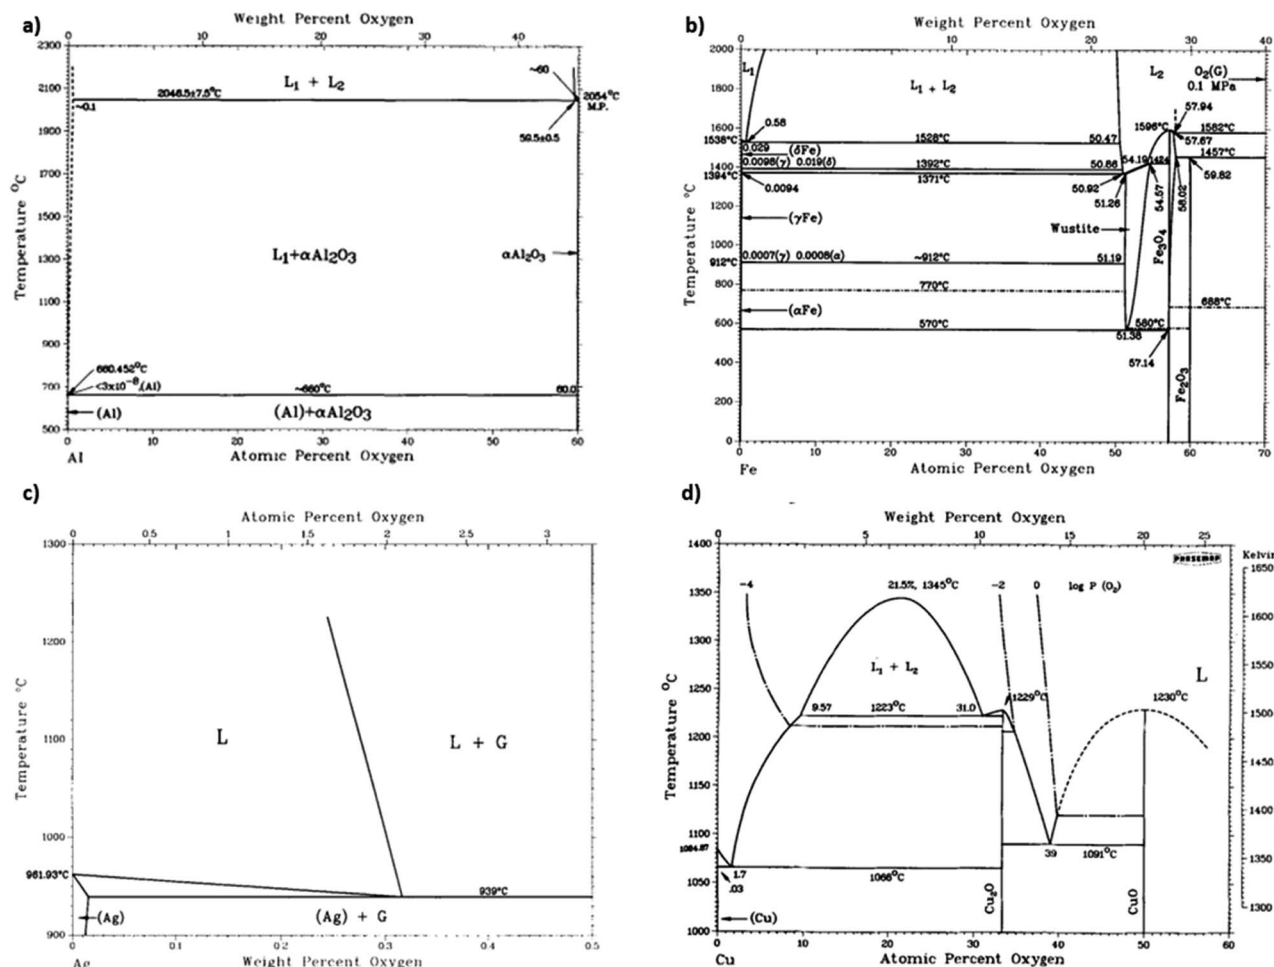 a)
Weight Percent Oxygen
0 10 20 30 40
2300
2100
1900
1700
1500
1300
1100
900
700
500
Temperature °C
L1 + L2
~60
2046.5±7.5°C
2054°C
M.P.
~0.1
59.5±0.5
L1+αAl2O3
αAl2O3
660.452°C
<3x10⁻⁸,(Al)
~660°C
60.0
(Al)
(Al)+αAl2O3
0 10 20 30 40 50 60
Al
Atomic Percent Oxygen
b)
Weight Percent Oxygen
0 10 20 30 40
2000
1800
1600
1400
1200
1000
800
600
400
200
0
Temperature °C
L1
L1 + L2
L2
O2(G)
0.1 MPa
0.58
1596°C
57.94
1582°C
57.67
1538°C
1528°C
50.47
0.029
(δFe)
1457°C
0.0098(γ) 0.019(δ)
1392°C
50.86
54.19
1424
1394°C
1371°C
50.92
59.82
0.0094
51.26
54.57
58.02
(γFe)
Wustite
Fe3O4
0.0007(γ) 0.0008(α)
912°C
~912°C
51.19
770°C
(αFe)
688°C
570°C
580°C
51.38
57.14
Fe2O3
0 10 20 30 40 50 60 70
Fe
Atomic Percent Oxygen
c)
Atomic Percent Oxygen
0 0.5 1 1.5 2 2.5 3
1300
1200
1100
1000
900
Temperature °C
L
L + G
961.93°C
939°C
(Ag)
(Ag) + G
0 0.1 0.2 0.3 0.4 0.5
Ag
Weight Percent Oxygen
d)
Weight Percent Oxygen
0 5 10 15 20 25
1400
1350
1300
1250
1200
1150
1100
1050
1000
Temperature °C
PHASEMAP
Kelvin
1650
1600
1550
1500
1450
1400
1350
1300
-4
21.5%, 1345°C
-2
0
log P (O2)
L1 + L2
L
9.57
1223°C
31.0
1229°C
1230°C
1084.87
1.7
.03
1066°C
39
1091°C
Cu2O
CuO
(Cu)
0 10 20 30 40 50 60
Cu
Atomic Percent Oxygen